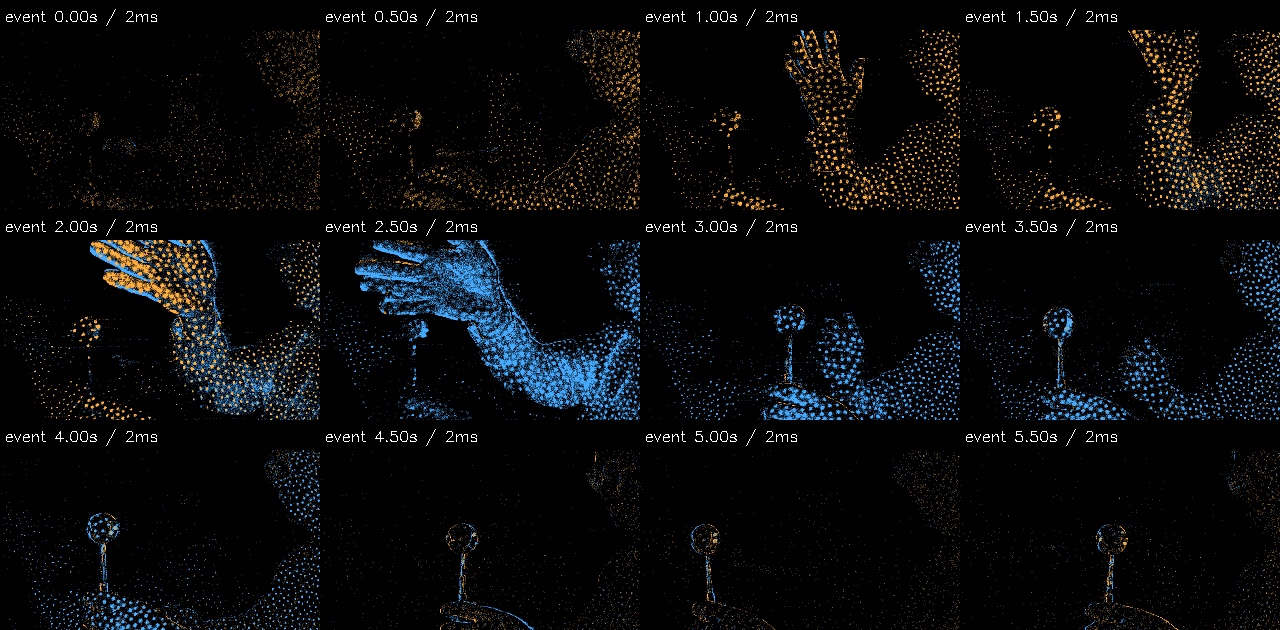 event 0.00s / 2ms
event 0.50s / 2ms
event 1.00s / 2ms
event 1.50s / 2ms
event 2.00s / 2ms
event 2.50s / 2ms
event 3.00s / 2ms
event 3.50s / 2ms
event 4.00s / 2ms
event 4.50s / 2ms
event 5.00s / 2ms
event 5.50s / 2ms